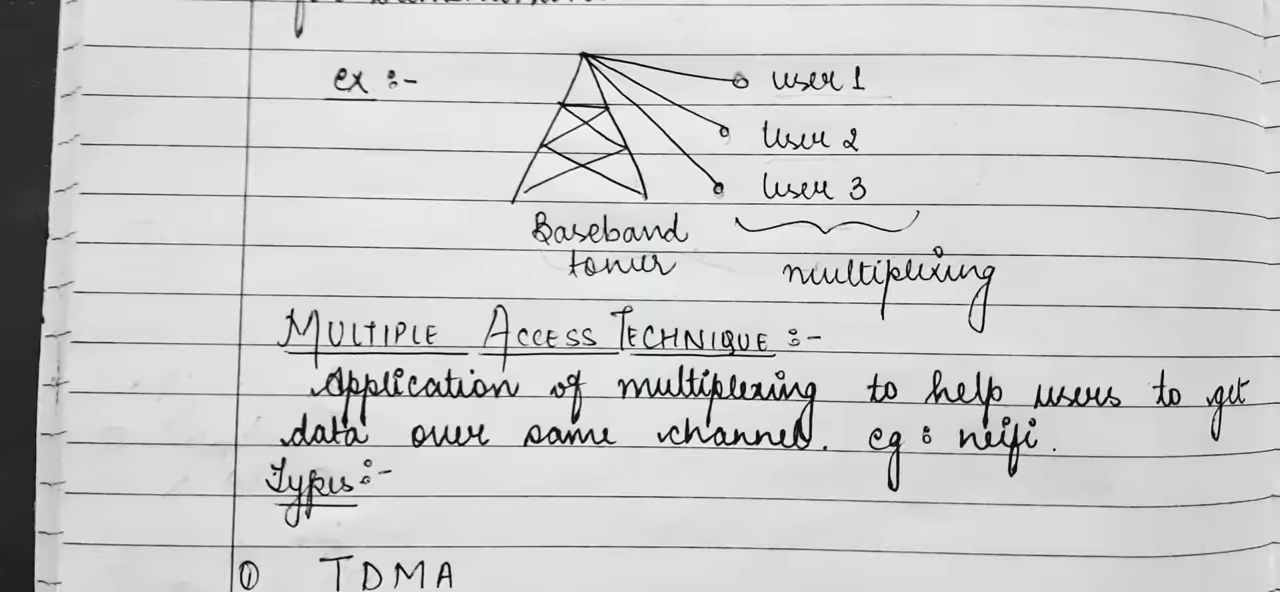 ex :-
user 1
User 2
User 3
Baseband
tower
multiplexing
MULTIPLE ACCESS TECHNIQUE :-
Application of multiplexing to help users to get
data over same channel. eg : wifi.
Types :-
① TDMA